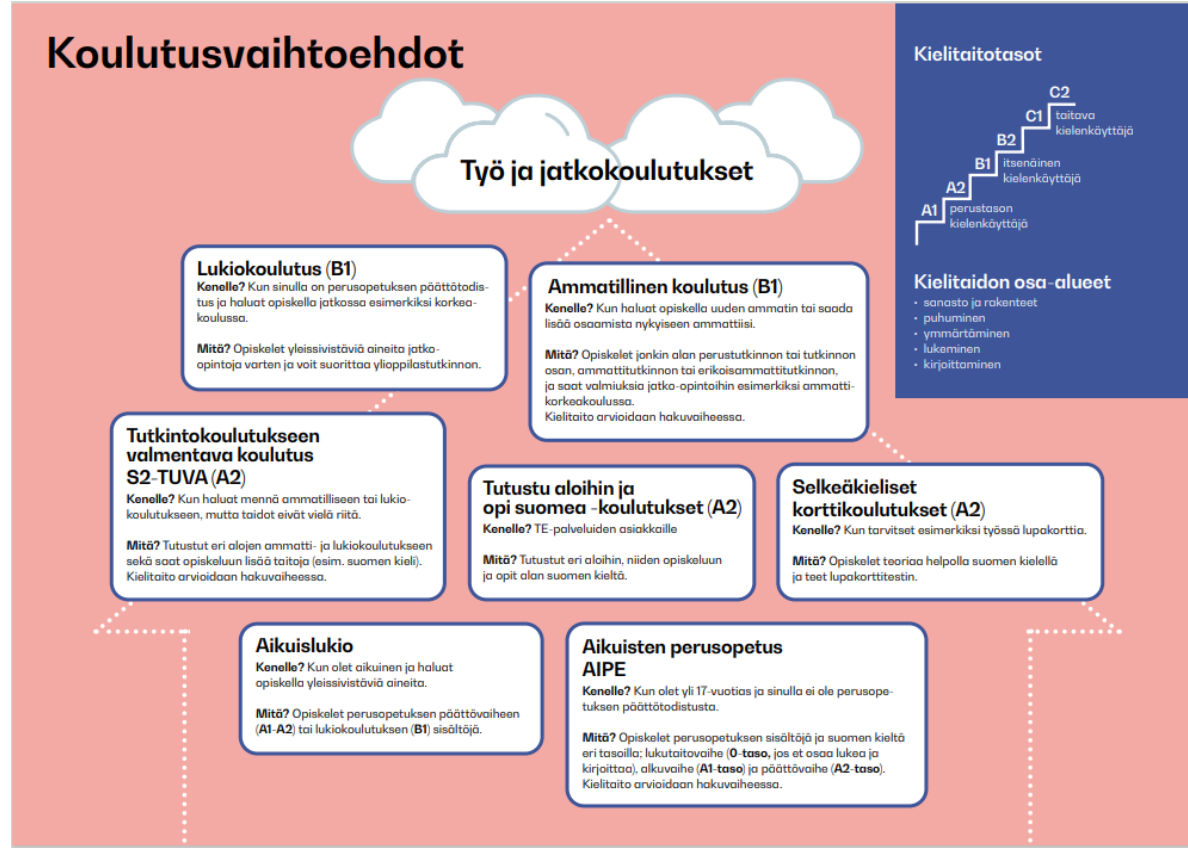 Koulutusvaihtoehdot
Työ ja jatkokoulutukset
Kielitaitotasot
C2
C1
taitava
kielenkäyttäjä
B2
B1
itsenäinen
kielenkäyttäjä
A2
A1
perustason
kielenkäyttäjä
Kielitaidon osa-alueet
• sanasto ja rakenteet
• puhuminen
• ymmärtäminen
• lukeminen
• kirjoittaminen
Lukiokoulutus (B1)
Kenelle? Kun sinulla on perusopetuksen päättötodis-
tus ja haluat opiskella jatkossa esimerkiksi korkea-
koulussa.
Mitä? Opiskelet yleissivistäviä aineita jatko-
opintoja varten ja voit suorittaa ylioppilastutkinnon.
Ammatillinen koulutus (B1)
Kenelle? Kun haluat opiskella uuden ammatin tai saada
lisää osaamista nykyiseen ammattiisi.
Mitä? Opiskelet jonkin alan perustutkinnon tai tutkinnon
osan, ammattitutkinnon tai erikoisammattitutkinnon,
ja saat valmiuksia jatko-opintoihin esimerkiksi ammatti-
korkeakoulussa.
Kielitaito arvioidaan hakuvaiheessa.
Tutkintokoulutukseen
valmentava koulutus
S2-TUVA (A2)
Kenelle? Kun haluat mennä ammatilliseen tai lukio-
koulutukseen, mutta taidot eivät vielä riitä.
Mitä? Tutustut eri alojen ammatti- ja lukiokoulutukseen
sekä saat opiskeluun lisää taitoja (esim. suomen kieli).
Kielitaito arvioidaan hakuvaiheessa.
Tutustu aloihin ja
opi suomea -koulutukset (A2)
Kenelle? TE-palveluiden asiakkaille
Mitä? Tutustut eri aloihin, niiden opiskeluun
ja opit alan suomen kieltä.
Selkeäkieliset
korttikoulutukset (A2)
Kenelle? Kun tarvitset esimerkiksi työssä lupakorttia.
Mitä? Opiskelet teoriaa helpolla suomen kielellä
ja teet lupakorttitestin.
Aikuislukio
Kenelle? Kun olet aikuinen ja haluat
opiskella yleissivistäviä aineita.
Mitä? Opiskelet perusopetuksen päättövaiheen
(A1-A2) tai lukiokoulutuksen (B1) sisältöjä.
Aikuisten perusopetus
AIPE
Kenelle? Kun olet yli 17-vuotias ja sinulla ei ole perusope-
tuksen päättötodistusta.
Mitä? Opiskelet perusopetuksen sisältöjä ja suomen kieltä
eri tasoilla; lukutaitovaihe (0-taso, jos et osaa lukea ja
kirjoittaa), alkuvaihe (A1-taso) ja päättövaihe (A2-taso).
Kielitaito arvioidaan hakuvaiheessa.